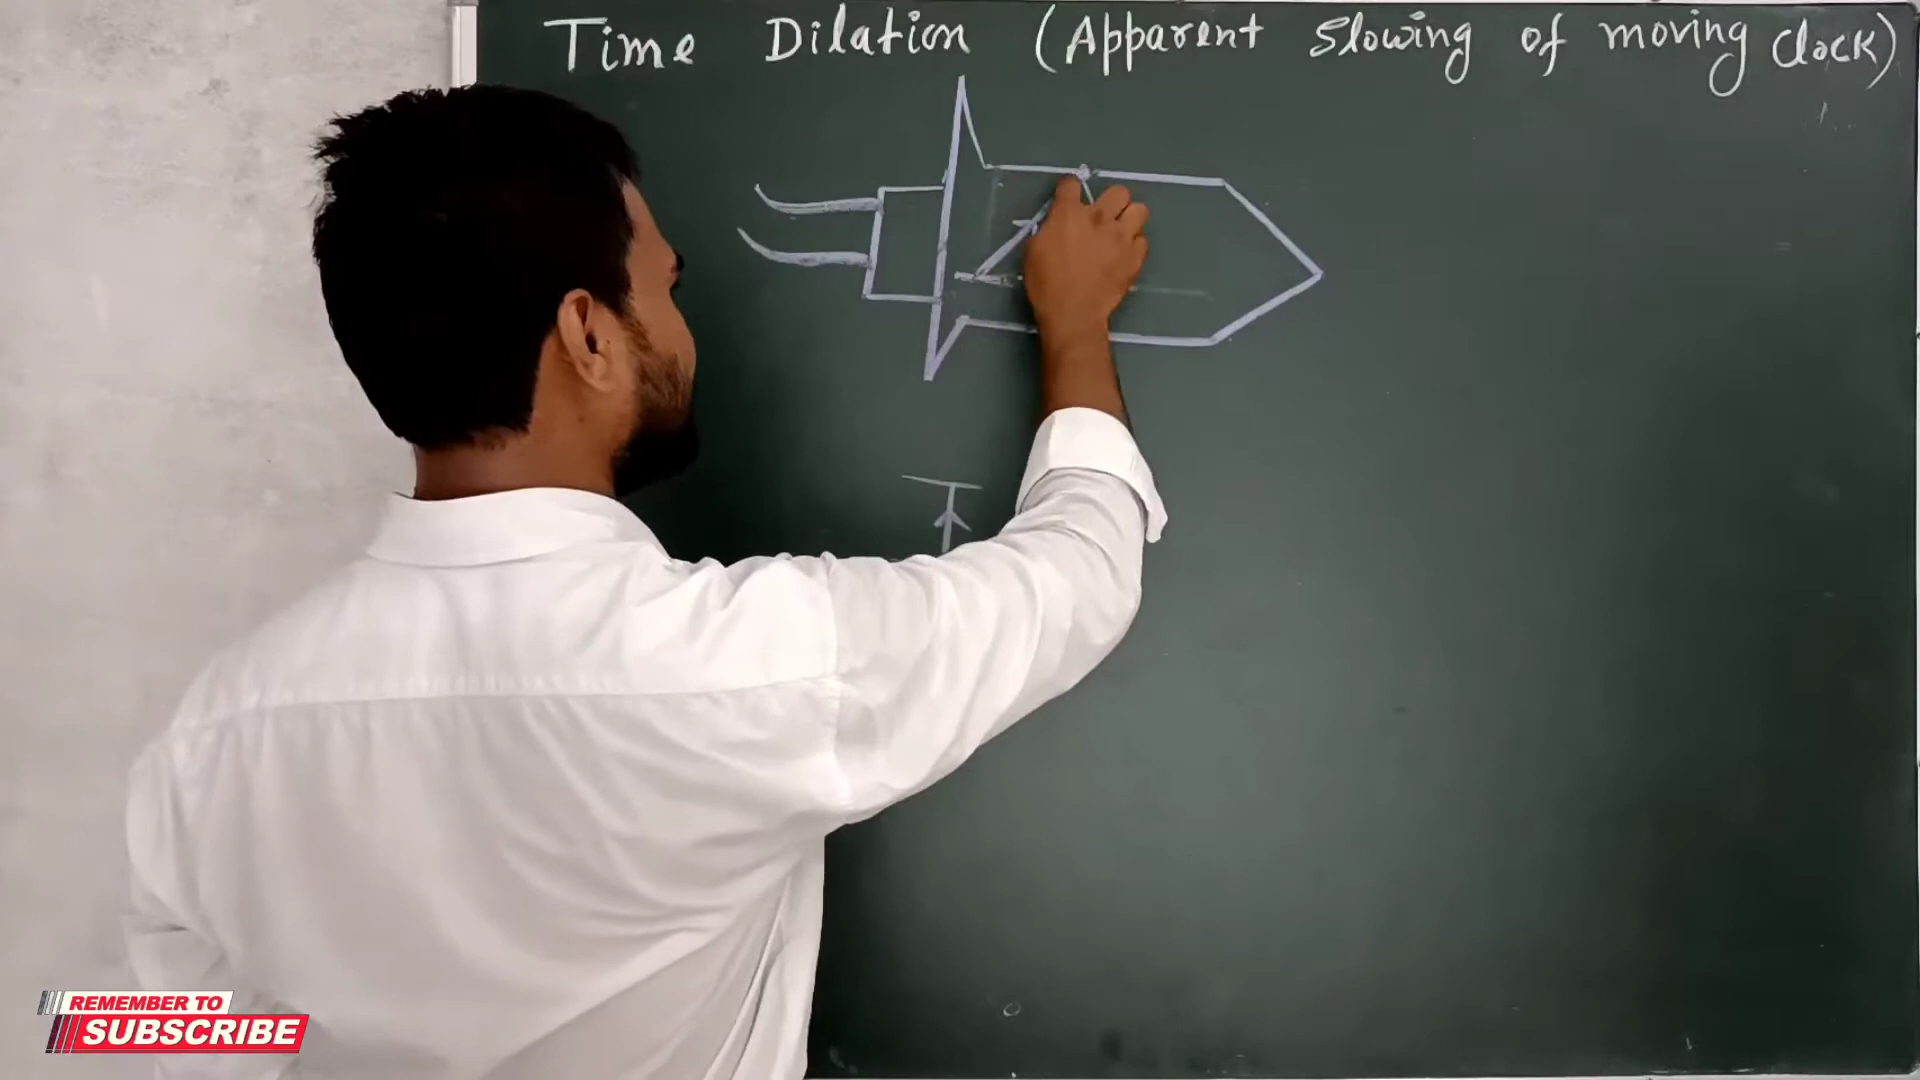 Time Dilation (Apparent Slowing of moving Clock)
REMEMBER TO
SUBSCRIBE